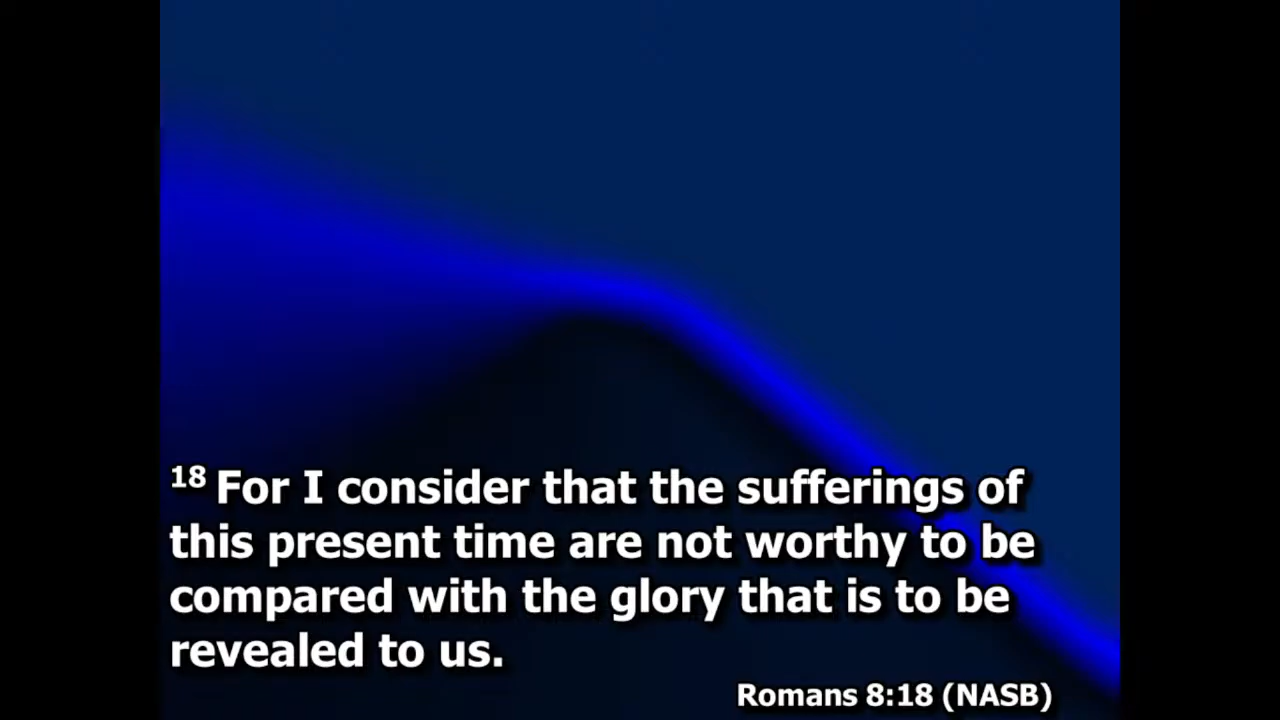 18 For I consider that the sufferings of
this present time are not worthy to be
compared with the glory that is to be
revealed to us.
Romans 8:18 (NASB)